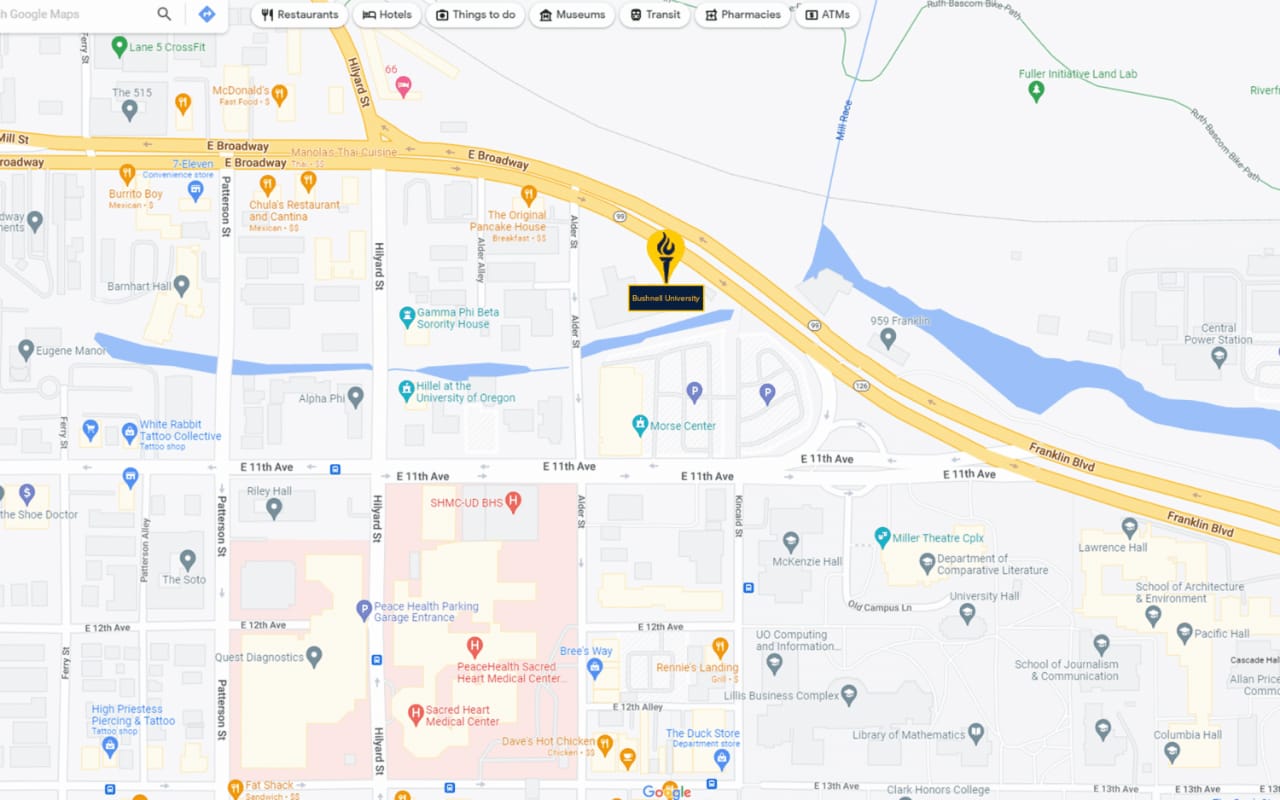 h Google Maps
Restaurants
Hotels
Things to do
Museums
Transit
Pharmacies
ATMs
Ruth Bascom Bike Path
Ferry St
Lane 5 CrossFit
66
Hilyard St
Fuller Initiative Land Lab
Riverfr
The 515
McDonald's
Fast Food • $
Mill Race
Ruth Bascom Bike Path
Mill St
E Broadway
Manola's Thai Cuisine
Thai • $$
E Broadway
roadway
E Broadway
7-Eleven
Convenience store
Burrito Boy
Mexican • $
Patterson St
Chula's Restaurant
and Cantina
Mexican • $$
The Original
Pancake House
Breakfast • $$
99
Alder St
Alder Alley
Hilyard St
dway
ments
Barnhart Hall
Bushnell University
Gamma Phi Beta
Sorority House
Alder St
99
959 Franklin
Central
Power Station
Eugene Manor
126
Alpha Phi
Hillel at the
University of Oregon
P
P
Ferry St
White Rabbit
Tattoo Collective
Tattoo shop
Morse Center
E 11th Ave
E 11th Ave
E 11th Ave
E 11th Ave
E 11th Ave
E 11th Ave
Franklin Blvd
Franklin Blvd
the Shoe Doctor
Riley Hall
SHMC-UD BHS
Patterson Alley
Patterson St
Hilyard St
Alder St
Kincaid St
McKenzie Hall
Miller Theatre Cplx
Department of
Comparative Literature
Lawrence Hall
The Soto
School of Architecture
& Environment
University Hall
Old Campus Ln
Peace Health Parking
Garage Entrance
E 12th Ave
E 12th Ave
E 12th Ave
UO Computing
and Information...
Pacific Hall
Ferry St
Quest Diagnostics
PeaceHealth Sacred
Heart Medical Center...
Bree's Way
Rennie's Landing
Grill • $
School of Journalism
& Communication
Cascade Hal
Allan Price
Commo
Lillis Business Complex
Patterson St
High Priestess
Piercing & Tattoo
Tattoo shop
Sacred Heart
Medical Center
E 12th Alley
Hilyard St
Dave's Hot Chicken
Chicken • $$
The Duck Store
Department store
Library of Mathematics
Columbia Hall
Fat Shack
Sandwich • $$
Google
E 13th Ave
Clark Honors College
E 13th Ave
E 13th Ave
E 13th